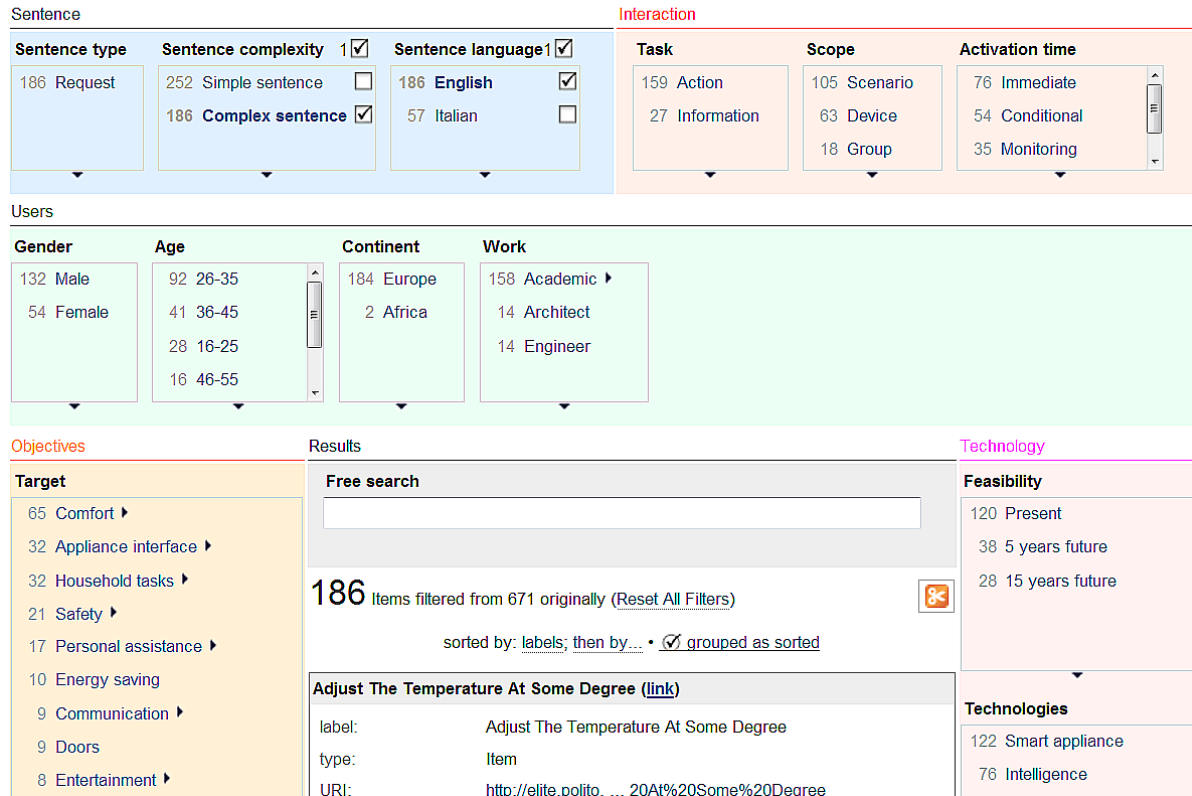 Sentence
Interaction
Sentence type
Sentence complexity 1
Sentence language1
Task
Scope
Activation time
186 Request
252 Simple sentence
186 English
159 Action
105 Scenario
76 Immediate
186 Complex sentence
57 Italian
27 Information
63 Device
54 Conditional
18 Group
35 Monitoring
Users
Gender
Age
Continent
Work
132 Male
92 26-35
184 Europe
158 Academic
54 Female
41 36-45
2 Africa
14 Architect
28 16-25
14 Engineer
16 46-55
Objectives
Results
Technology
Target
Free search
Feasibility
65 Comfort
120 Present
32 Appliance interface
38 5 years future
32 Household tasks
28 15 years future
21 Safety
186 Items filtered from 671 originally (Reset All Filters)
17 Personal assistance
sorted by: labels; then by... • grouped as sorted
10 Energy saving
Adjust The Temperature At Some Degree (link)
9 Communication
Technologies
label: Adjust The Temperature At Some Degree
9 Doors
122 Smart appliance
type: Item
8 Entertainment
76 Intelligence
URI: http://elite.polito. ... 20At%20Some%20Degree